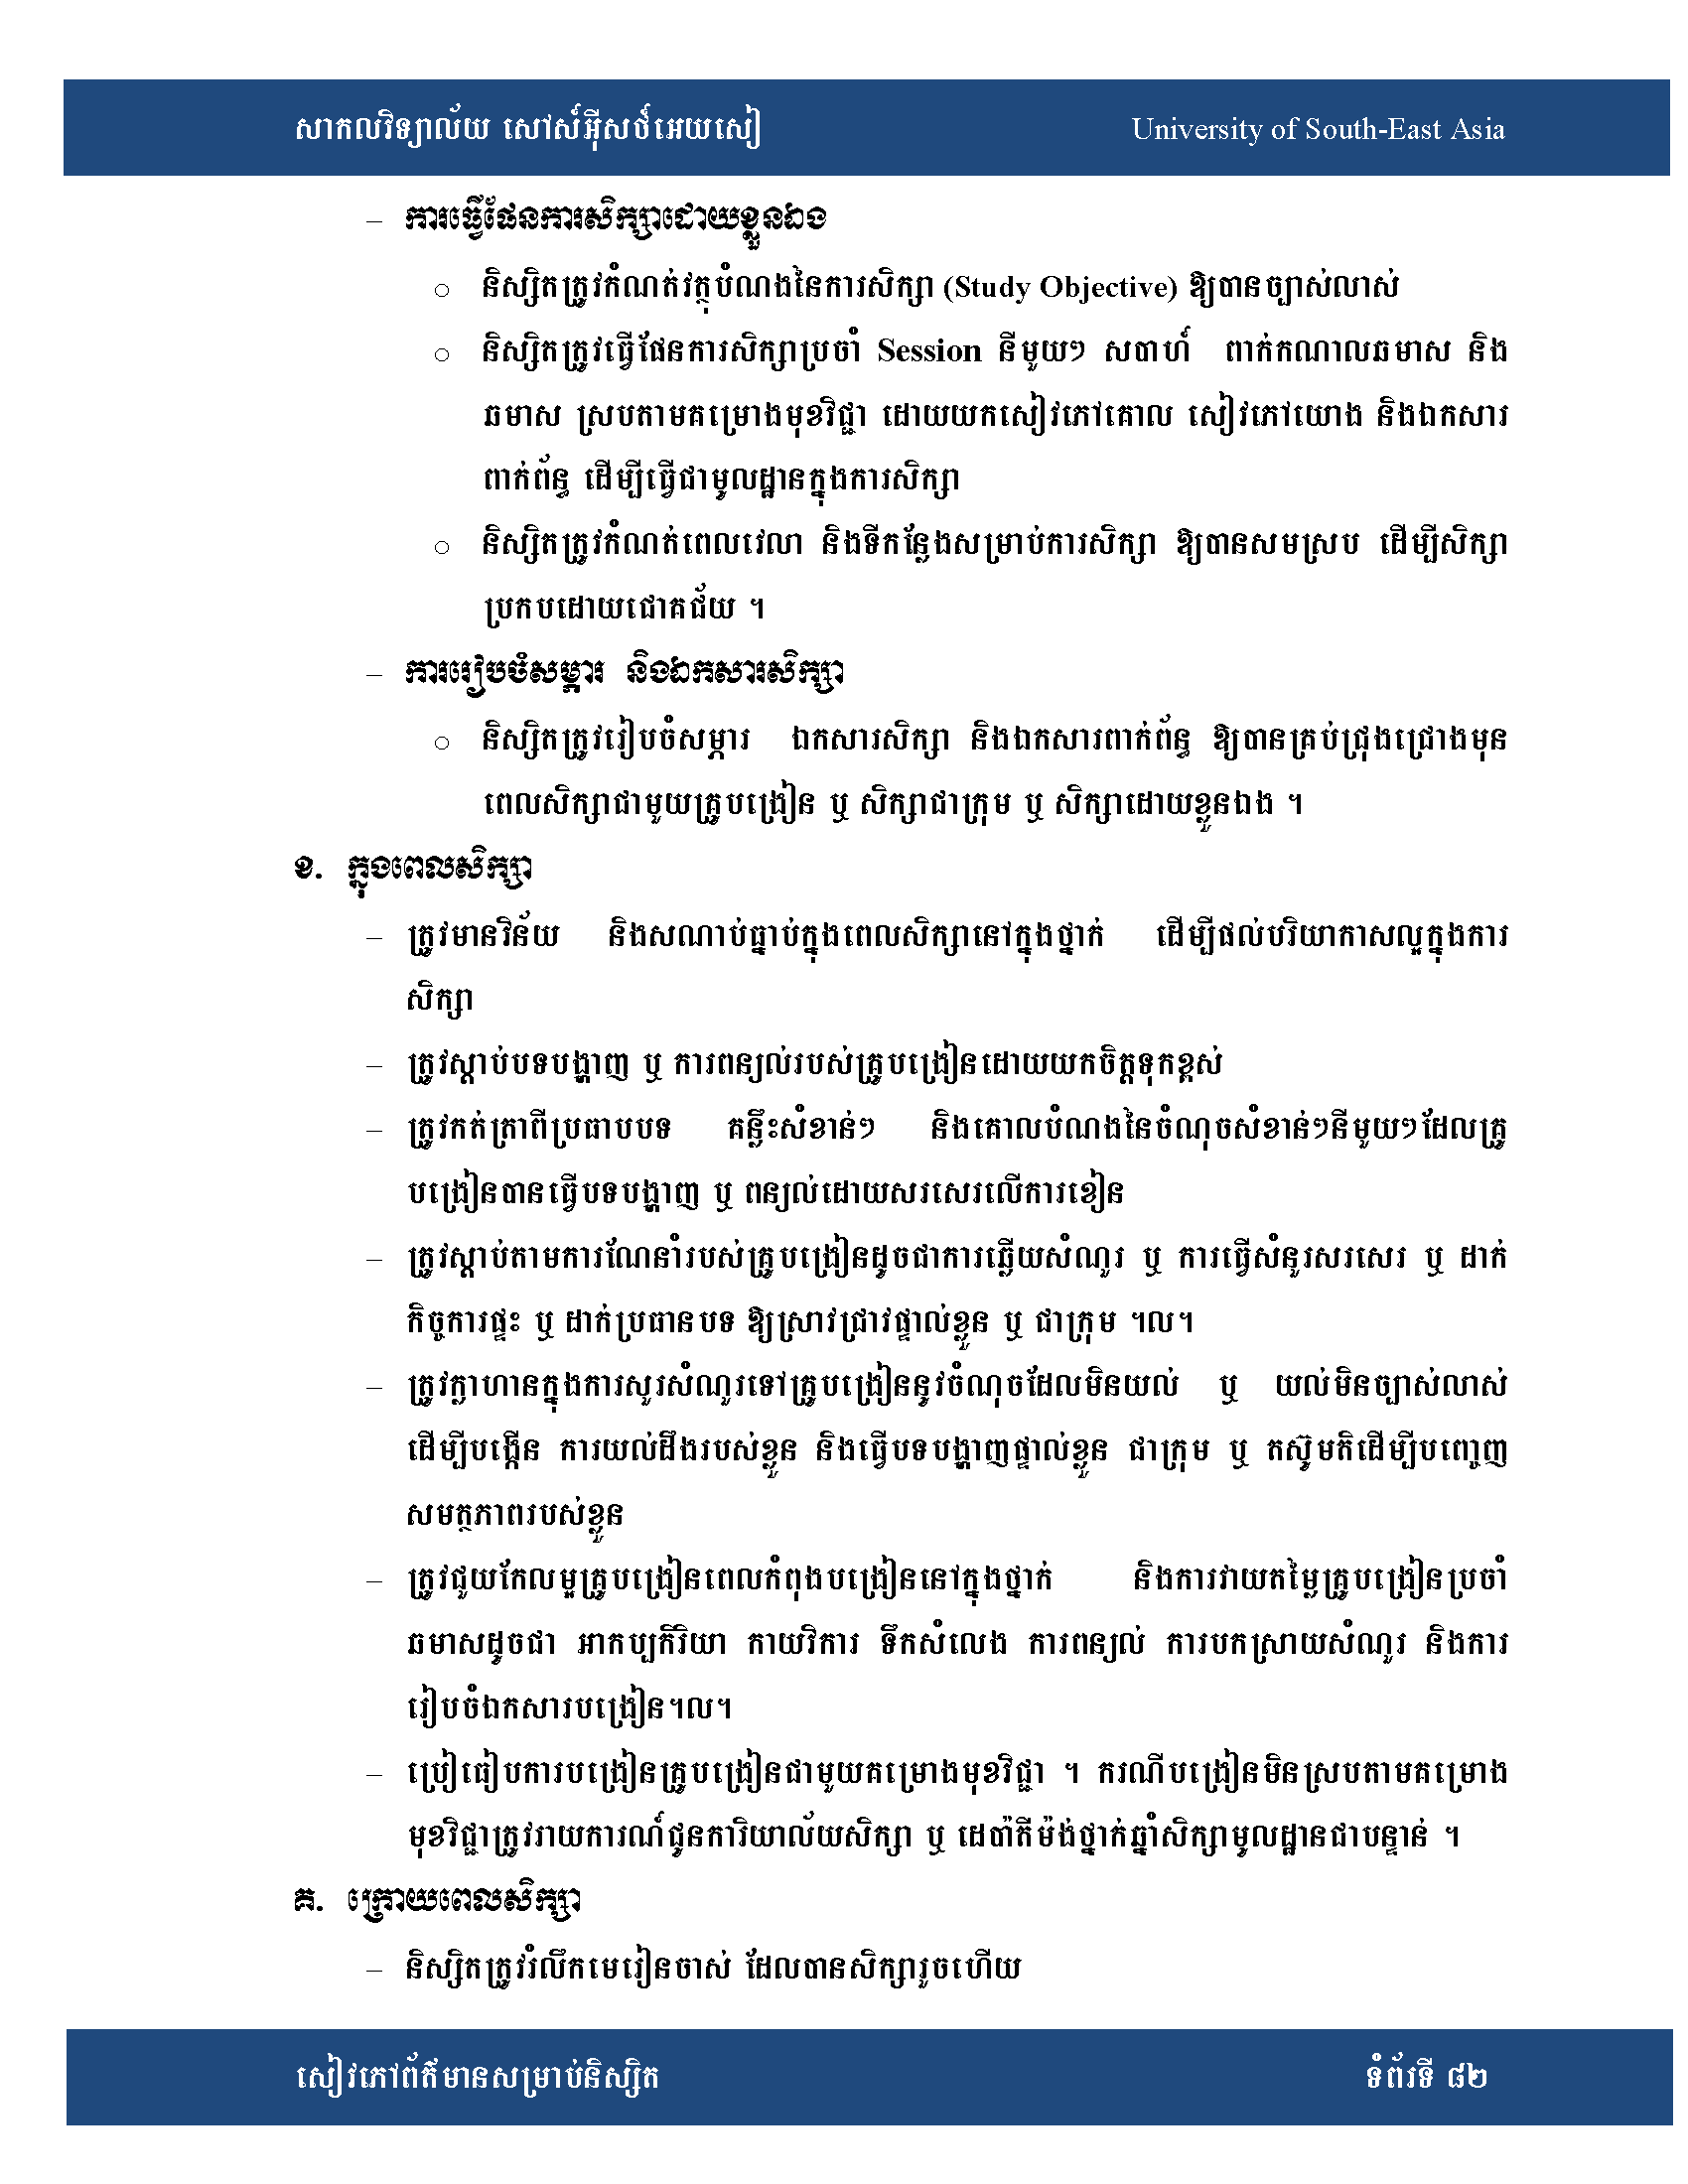 សាកលវិទ្យាល័យ សៅស៍អ៊ីសថ៍អេយសៀ University of South-East Asia
– ការធ្វើផែនការសិក្សាដោយខ្លួនឯង
o និស្សិតត្រូវកំណត់វត្ថុបំណងនៃការសិក្សា (Study Objective) ឱ្យបានច្បាស់លាស់
o និស្សិតត្រូវធ្វើផែនការសិក្សាប្រចាំ Session នីមួយៗ សបាហ៍ ពាក់កណាលឆមាស និង
ឆមាស ស្របតាមគម្រោងមុខវិជ្ជា ដោយយកសៀវភៅគោល សៀវភៅយោង និងឯកសារ
ពាក់ព័ន្ធ ដើម្បីធ្វើជាមូលដ្ឋានក្នុងការសិក្សា
o និស្សិតត្រូវកំណត់ពេលវេលា និងទីកន្លែងសម្រាប់ការសិក្សា ឱ្យបានសមស្រប ដើម្បីសិក្សា
ប្រកបដោយជោគជ័យ ។
– ការរៀបចំសម្ភារ និងឯកសារសិក្សា
o និស្សិតត្រូវរៀបចំសម្ភារ ឯកសារសិក្សា និងឯកសារពាក់ព័ន្ធ ឱ្យបានគ្រប់ជ្រុងជ្រោងមុន
ពេលសិក្សាជាមួយគ្រូបង្រៀន ឬ សិក្សាជាក្រុម ឬ សិក្សាដោយខ្លួនឯង ។
ខ. ក្នុងពេលសិក្សា
– ត្រូវមានវិន័យ និងសណាប់ធ្នាប់ក្នុងពេលសិក្សានៅក្នុងថ្នាក់ ដើម្បីផល់បរិយាកាសល្អក្នុងការ
សិក្សា
– ត្រូវស្តាប់បទបង្ហាញ ឬ ការពន្យល់របស់គ្រូបង្រៀនដោយយកចិត្តទុកខ្ពស់
– ត្រូវកត់ត្រាពីប្រធាបបទ គន្លឹះសំខាន់ៗ និងគោលបំណងនៃចំណុចសំខាន់ៗនីមួយៗដែលគ្រូ
បង្រៀនបានធ្វើបទបង្ហាញ ឬ ពន្យល់ដោយសរសេរលើការខៀន
– ត្រូវស្តាប់តាមការណែនាំរបស់គ្រូបង្រៀនដូចជាការឆ្លើយសំណួរ ឬ ការធ្វើសំនួរសរសេរ ឬ ដាក់
កិច្ចការផ្ទះ ឬ ដាក់ប្រធានបទ ឱ្យស្រាវជ្រាវផ្ទាល់ខ្លួន ឬ ជាក្រុម ។ល។
– ត្រូវក្លាហានក្នុងការសួរសំណួរទៅគ្រូបង្រៀននូវចំណុចដែលមិនយល់ ឬ យល់មិនច្បាស់លាស់
ដើម្បីបង្កើន ការយល់ដឹងរបស់ខ្លួន និងធ្វើបទបង្ហាញផ្ទាល់ខ្លួន ជាក្រុម ឬ តស៊ូមតិដើម្បីបញ្ចេញ
សមត្ថភាពរបស់ខ្លួន
– ត្រូវជួយកែលម្អគ្រូបង្រៀនពេលកំពុងបង្រៀននៅក្នុងថ្នាក់ និងការវាយតម្លៃគ្រូបង្រៀនប្រចាំ
ឆមាសដូចជា អាកប្បកិរិយា កាយវិការ ទឹកសំលេង ការពន្យល់ ការបកស្រាយសំណួរ និងការ
រៀបចំឯកសារបង្រៀន។ល។
– ប្រៀធៀបការបង្រៀនគ្រូបង្រៀនជាមួយគម្រោងមុខវិជ្ជា ។ ករណីបង្រៀនមិនស្របតាមគម្រោង
មុខវិជ្ជាត្រូវរាយការណ៍ជូនការិយាល័យសិក្សា ឬ ដេប៉ាតឺម៉ង់ថ្នាក់ឆ្នាំសិក្សាមូលដ្ឋានជាបន្ទាន់ ។
គ. ក្រោយពេលសិក្សា
– និស្សិតត្រូវរំលឹកមេរៀនចាស់ ដែលបានសិក្សារួចហើយ
សៀវភៅព័ត៌មានសម្រាប់និស្សិត ទំព័រទី ៨២